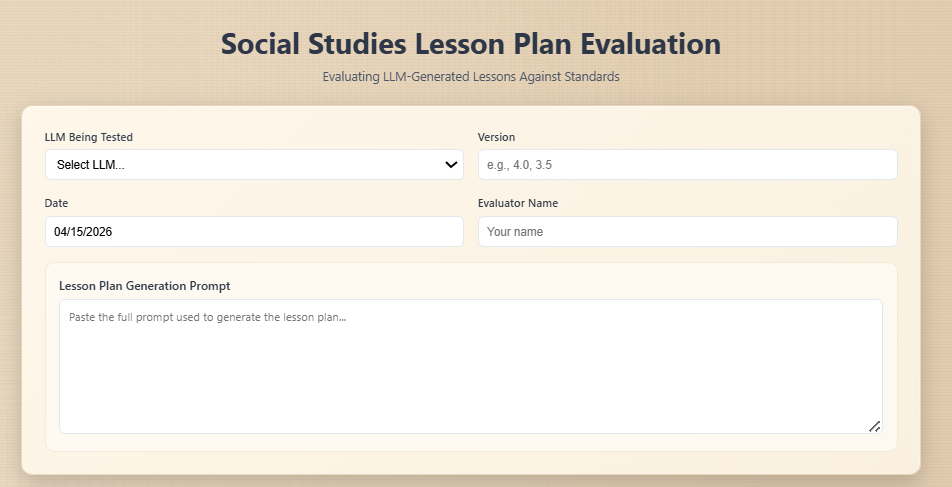 Social Studies Lesson Plan Evaluation
Evaluating LLM-Generated Lessons Against Standards
LLM Being Tested
Version
Select LLM...
e.g., 4.0, 3.5
Date
Evaluator Name
04/15/2026
Your name
Lesson Plan Generation Prompt
Paste the full prompt used to generate the lesson plan...